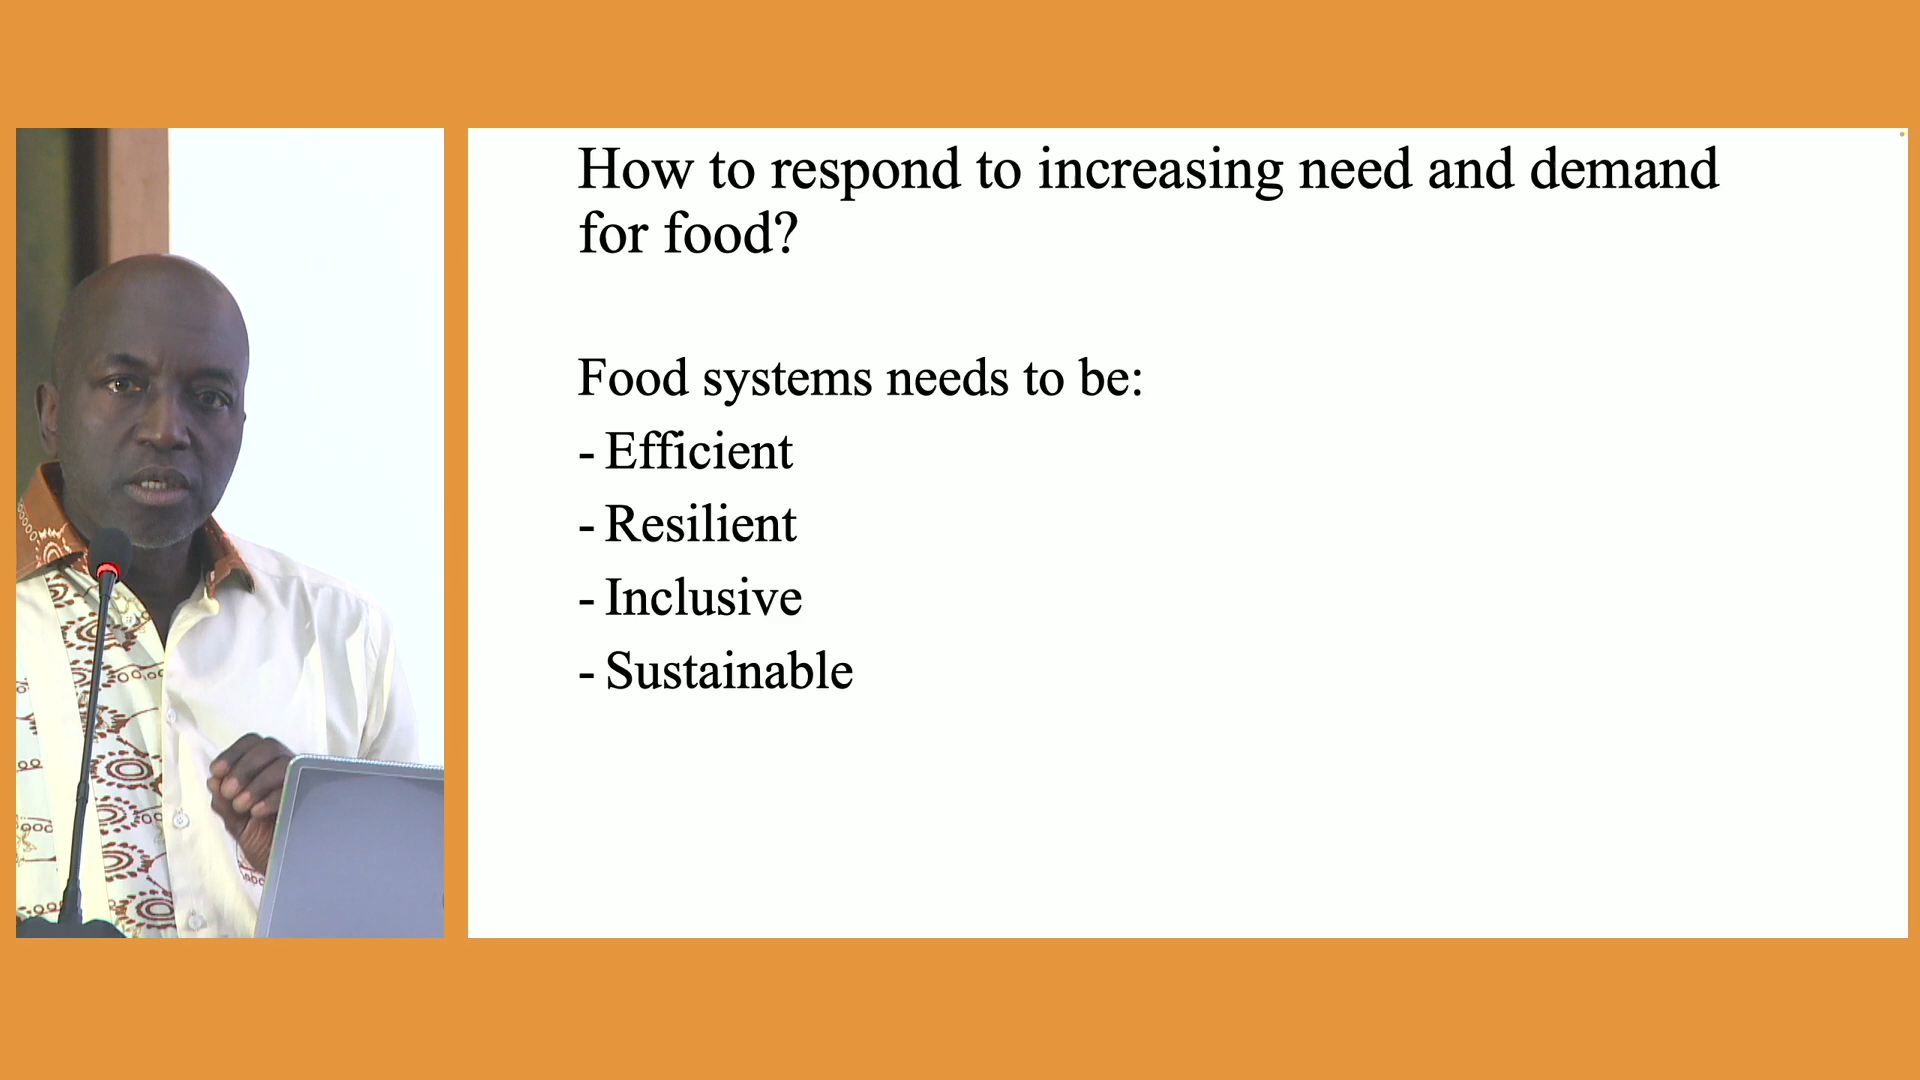 How to respond to increasing need and demand
for food?
Food systems needs to be:
- Efficient
- Resilient
- Inclusive
- Sustainable